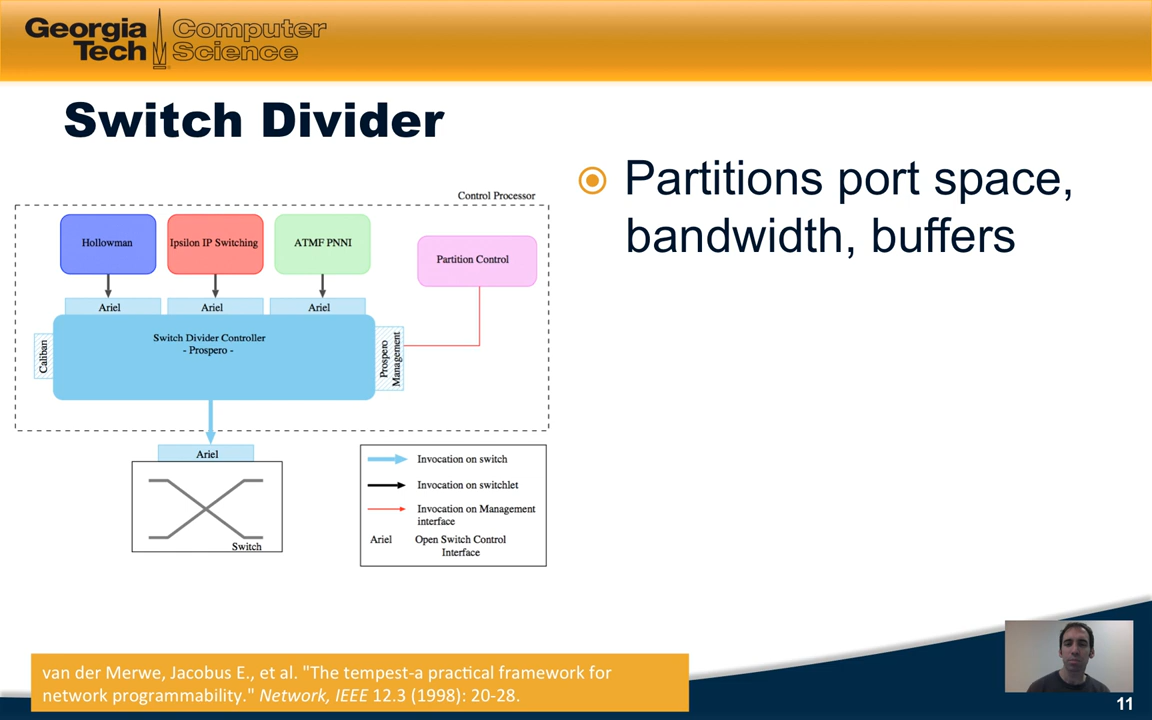 Georgia Tech
Computer Science
Switch Divider
Partitions port space,
bandwidth, buffers
Control Processor
Hollowman
Ipsilon IP Switching
ATMF PNNI
Partition Control
Ariel
Ariel
Ariel
Caliban
Switch Divider Controller
- Prospero -
Prospero
Management
Ariel
Switch
Invocation on switch
Invocation on switchlet
Invocation on Management
interface
Ariel Open Switch Control
Interface
van der Merwe, Jacobus E., et al. "The tempest-a practical framework for
network programmability." Network, IEEE 12.3 (1998): 20-28.
11